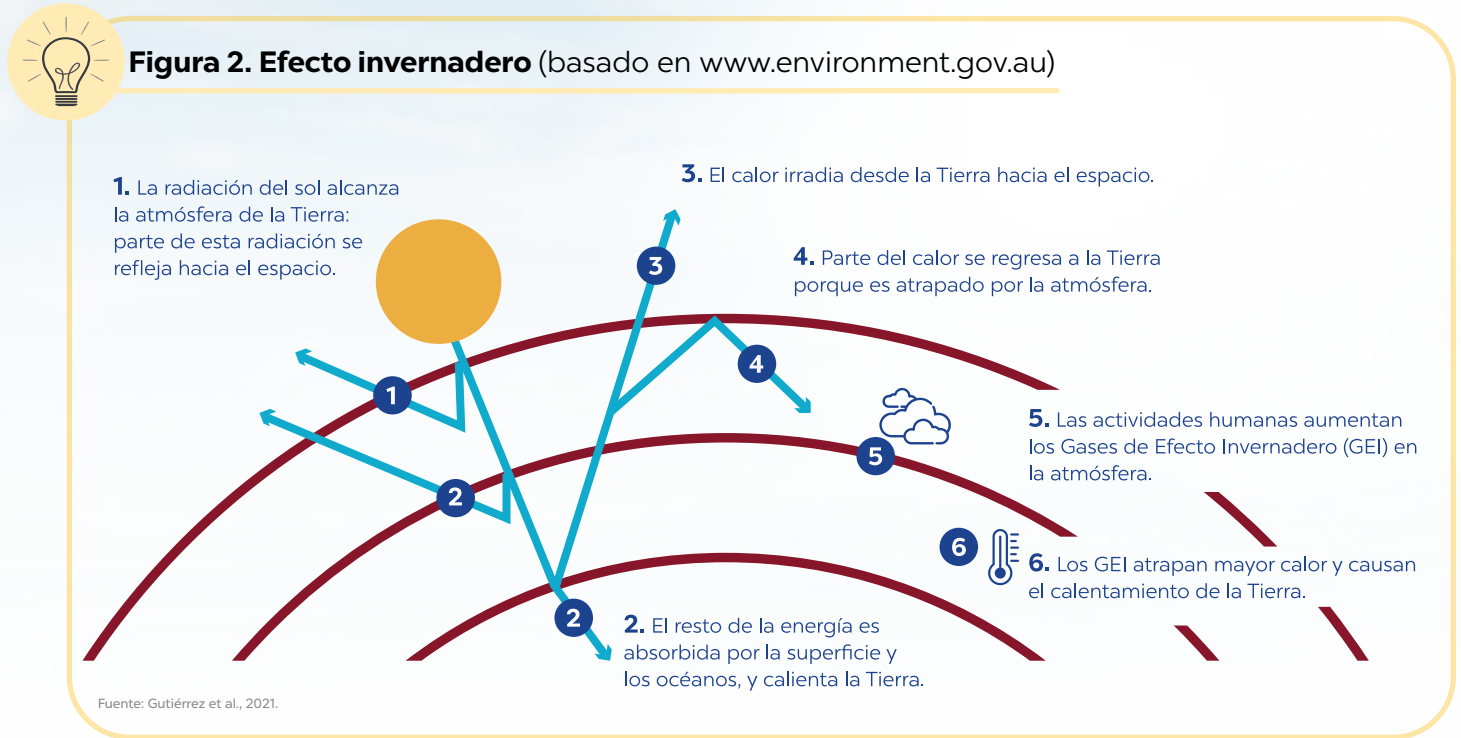 Figura 2. Efecto invernadero (basado en www.environment.gov.au)
1. La radiación del sol alcanza
la atmósfera de la Tierra:
parte de esta radiación se
refleja hacia el espacio.
3. El calor irradia desde la Tierra hacia el espacio.
4. Parte del calor se regresa a la Tierra
porque es atrapado por la atmósfera.
3
4
1
2
5
5. Las actividades humanas aumentan
los Gases de Efecto Invernadero (GEI) en
la atmósfera.
6
6. Los GEI atrapan mayor calor y causan
el calentamiento de la Tierra.
2
2. El resto de la energía es
absorbida por la superficie y
los océanos, y calienta la Tierra.
Fuente: Gutiérrez et al., 2021.